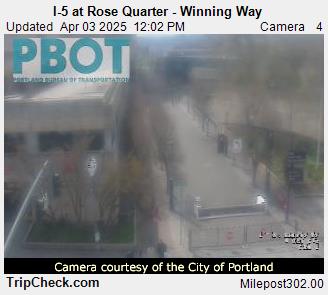 I-5 at Rose Quarter - Winning Way
Updated Apr 03 2025 12:02 PM Camera 4
PBOT
PORTLAND BUREAU OF TRANSPORTATION
Camera courtesy of the City of Portland
TripCheck.com Milepost302.00